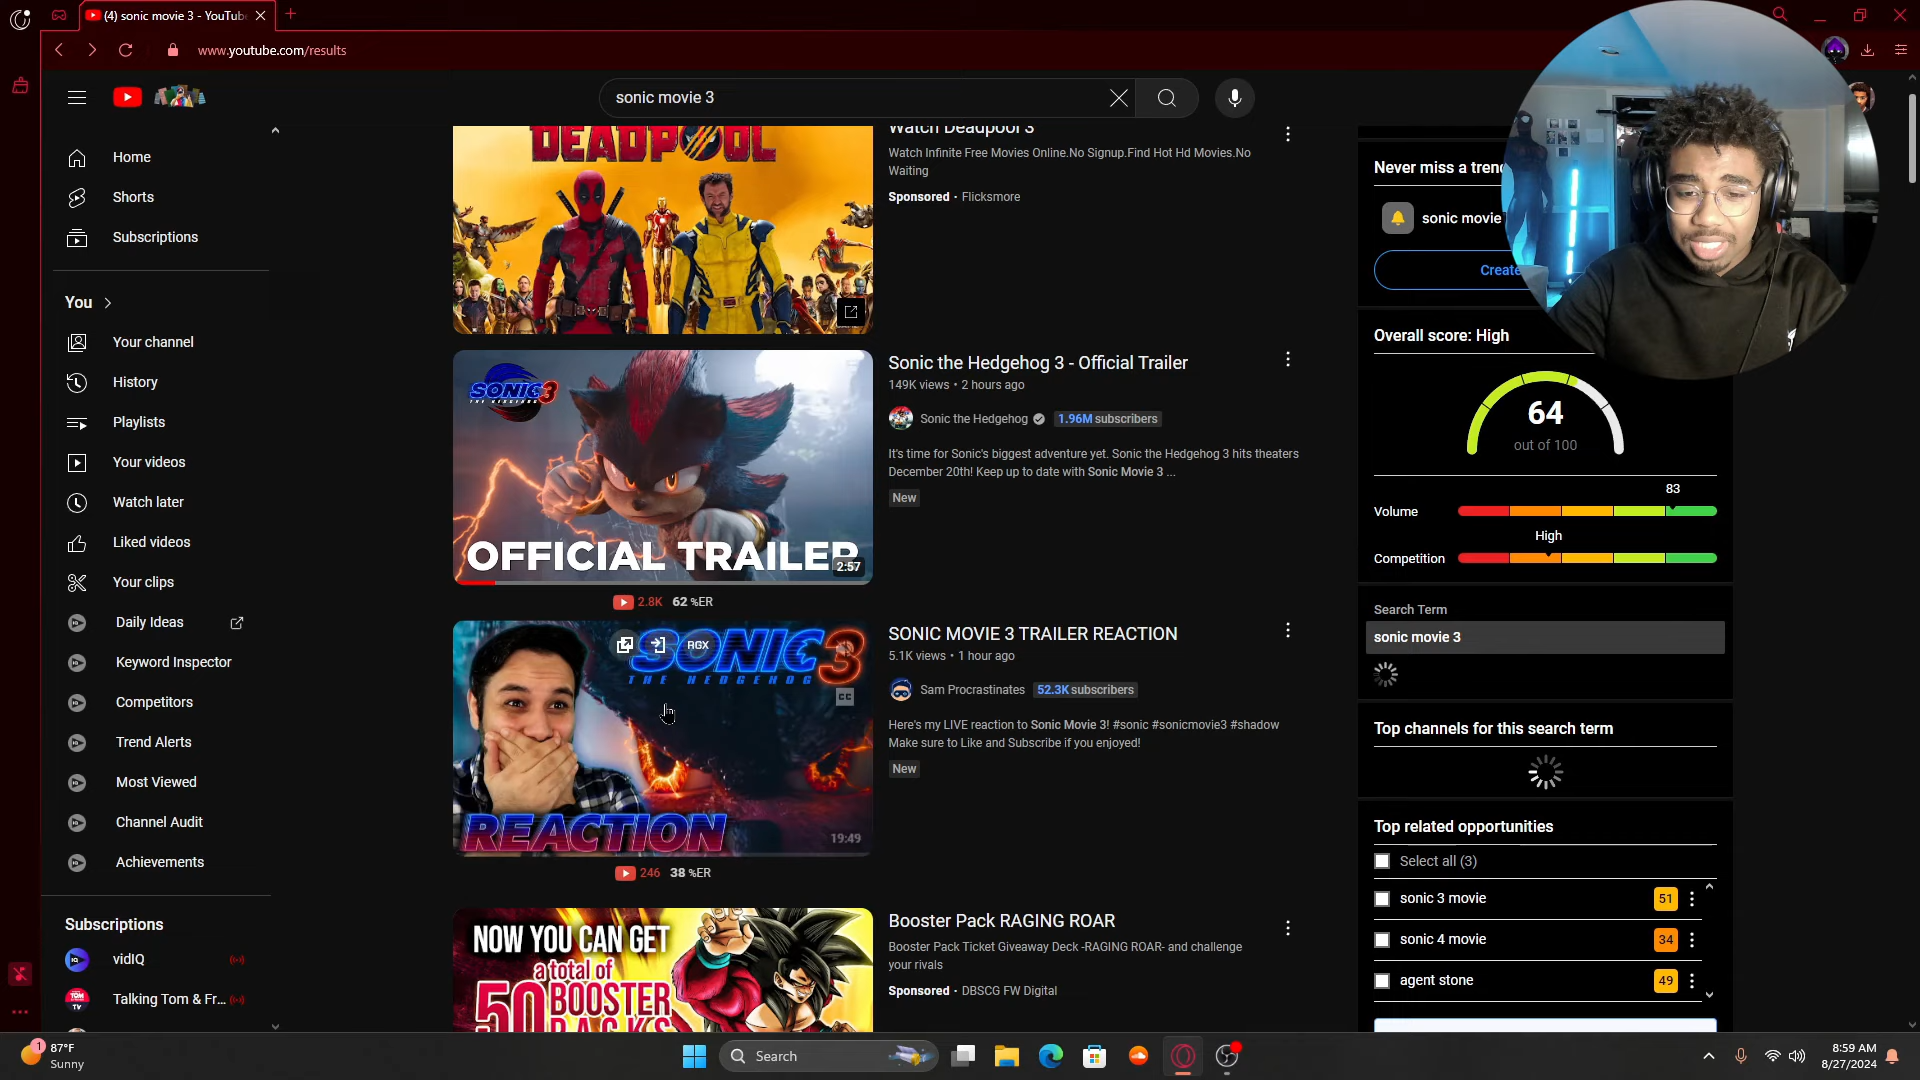 (4) sonic movie 3 - YouTub
www.youtube.com/results
sonic movie 3
Home
Shorts
Subscriptions
You
Your channel
History
Playlists
Your videos
Watch later
Liked videos
Your clips
Daily Ideas
Keyword Inspector
Competitors
Trend Alerts
Most Viewed
Channel Audit
Achievements
Subscriptions
vidIQ
Talking Tom & Fr...
DEADPOOL
Watch Deadpool 3
Watch Infinite Free Movies Online.No Signup.Find Hot Hd Movies.No
Waiting
Sponsored • Flicksmore
SONIC 3
THE HEDGEHOG
OFFICIAL TRAILER
2:57
2.8K 62 %ER
Sonic the Hedgehog 3 - Official Trailer
149K views • 2 hours ago
Sonic the Hedgehog 1.96M subscribers
It's time for Sonic's biggest adventure yet. Sonic the Hedgehog 3 hits theaters
December 20th! Keep up to date with Sonic Movie 3 ...
New
RGX
SONIC 3
THE HEDGEHOG
CC
REACTION
19:49
246 38 %ER
SONIC MOVIE 3 TRAILER REACTION
5.1K views • 1 hour ago
Sam Procrastinates 52.3K subscribers
Here's my LIVE reaction to Sonic Movie 3! #sonic #sonicmovie3 #shadow
Make sure to Like and Subscribe if you enjoyed!
New
NOW YOU CAN GET
a total of
50 BOOSTER
PACKS
Booster Pack RAGING ROAR
Booster Pack Ticket Giveaway Deck -RAGING ROAR- and challenge
your rivals
Sponsored • DBSCG FW Digital
Never miss a tren
sonic movie
Create
Overall score: High
64
out of 100
83
Volume
High
Competition
Search Term
sonic movie 3
Top channels for this search term
Top related opportunities
Select all (3)
sonic 3 movie 51
sonic 4 movie 34
agent stone 49
1
87°F
Sunny
Search
8:59 AM
8/27/2024